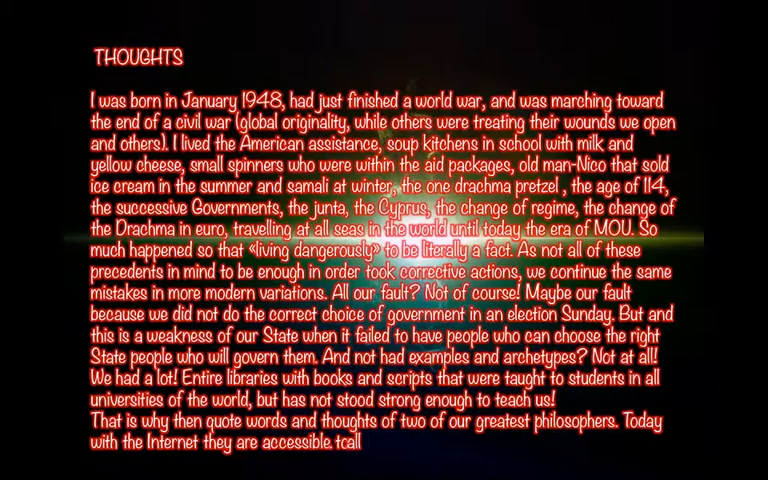 THOUGHTS
I was born in January 1948, had just finished a world war, and was marching toward
the end of a civil war (global originality, while others were treating their wounds we open
and others). I lived the American assistance, soup kitchens in school with milk and
yellow cheese, small spinners who were within the aid packages, old man-Nico that sold
ice cream in the summer and samali at winter, the one drachma pretzel , the age of 114,
the successive Governments, the junta, the Cyprus, the change of regime, the change of
the Drachma in euro, travelling at all seas in the world until today the era of MOU. So
much happened so that «living dangerously» to be literally a fact. As not all of these
precedents in mind to be enough in order took corrective actions, we continue the same
mistakes in more modern variations. All our fault? Not of course! Maybe our fault
because we did not do the correct choice of government in an election Sunday. But and
this is a weakness of our State when it failed to have people who can choose the right
State people who will govern them. And not had examples and archetypes? Not at all!
We had a lot! Entire libraries with books and scripts that were taught to students in all
universities of the world, but has not stood strong enough to teach us!
That is why then quote words and thoughts of two of our greatest philosophers. Today
with the Internet they are accessible tcall